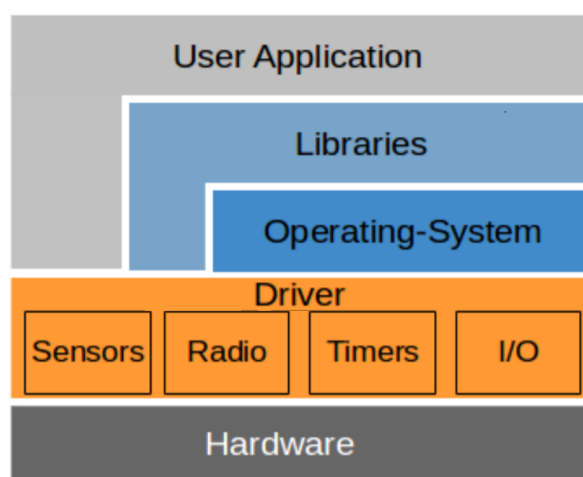 User Application
Libraries
Operating-System
Driver
Sensors Radio Timers I/O
Hardware